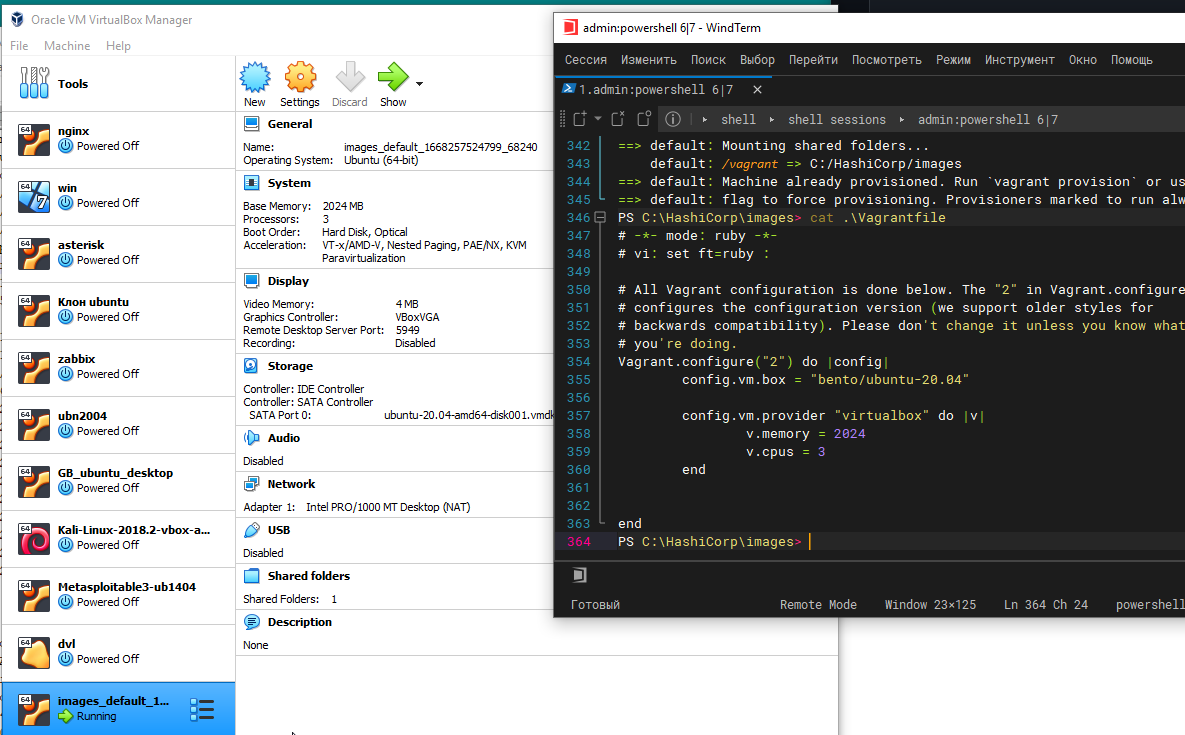 Oracle VM VirtualBox Manager
File Machine Help
Tools
New Settings Discard Show
64 nginx
Powered Off
64 win
Powered Off
64 asterisk
Powered Off
64 Клон ubuntu
Powered Off
64 zabbix
Powered Off
64 ubn2004
Powered Off
64 GB_ubuntu_desktop
Powered Off
64 Kali-Linux-2018.2-vbox-a...
Powered Off
64 Metasploitable3-ub1404
Powered Off
64 dvl
Powered Off
64 images_default_1...
Running
General
Name: images_default_1668257524799_68240
Operating System: Ubuntu (64-bit)
System
Base Memory: 2024 MB
Processors: 3
Boot Order: Hard Disk, Optical
Acceleration: VT-x/AMD-V, Nested Paging, PAE/NX, KVM
Paravirtualization
Display
Video Memory: 4 MB
Graphics Controller: VBoxVGA
Remote Desktop Server Port: 5949
Recording: Disabled
Storage
Controller: IDE Controller
Controller: SATA Controller
SATA Port 0: ubuntu-20.04-amd64-disk001.vmdk
Audio
Disabled
Network
Adapter 1: Intel PRO/1000 MT Desktop (NAT)
USB
Disabled
Shared folders
Shared Folders: 1
Description
None
admin:powershell 6|7 - WindTerm
Сессия Изменить Поиск Выбор Перейти Посмотреть Режим Инструмент Окно Помощь
1.admin:powershell 6|7 ×
shell shell sessions admin:powershell 6|7
342 ==> default: Mounting shared folders...
343 default: /vagrant => C:/HashiCorp/images
344 ==> default: Machine already provisioned. Run `vagrant provision` or us
345 ==> default: flag to force provisioning. Provisioners marked to run alw
346 PS C:\HashiCorp\images> cat .\Vagrantfile
347 # -*- mode: ruby -*-
348 # vi: set ft=ruby :
349
350 # All Vagrant configuration is done below. The "2" in Vagrant.configure
351 # configures the configuration version (we support older styles for
352 # backwards compatibility). Please don't change it unless you know what
353 # you're doing.
354 Vagrant.configure("2") do |config|
355 config.vm.box = "bento/ubuntu-20.04"
356
357 config.vm.provider "virtualbox" do |v|
358 v.memory = 2024
359 v.cpus = 3
360 end
361
362
363 end
364 PS C:\HashiCorp\images>
Готовый Remote Mode Window 23×125 Ln 364 Ch 24 powershell